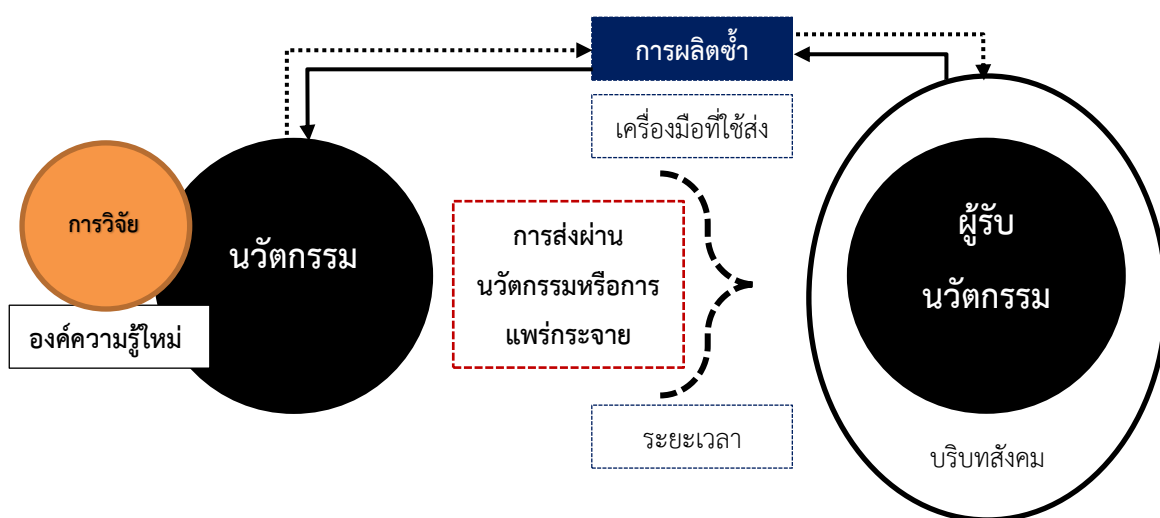 การผลิตซ้ำ
เครื่องมือที่ใช้ส่ง
การวิจัย
นวัตกรรม
องค์ความรู้ใหม่
การส่งผ่าน
นวัตกรรมหรือการ
แพร่กระจาย
ระยะเวลา
ผู้รับ
นวัตกรรม
บริบทสังคม